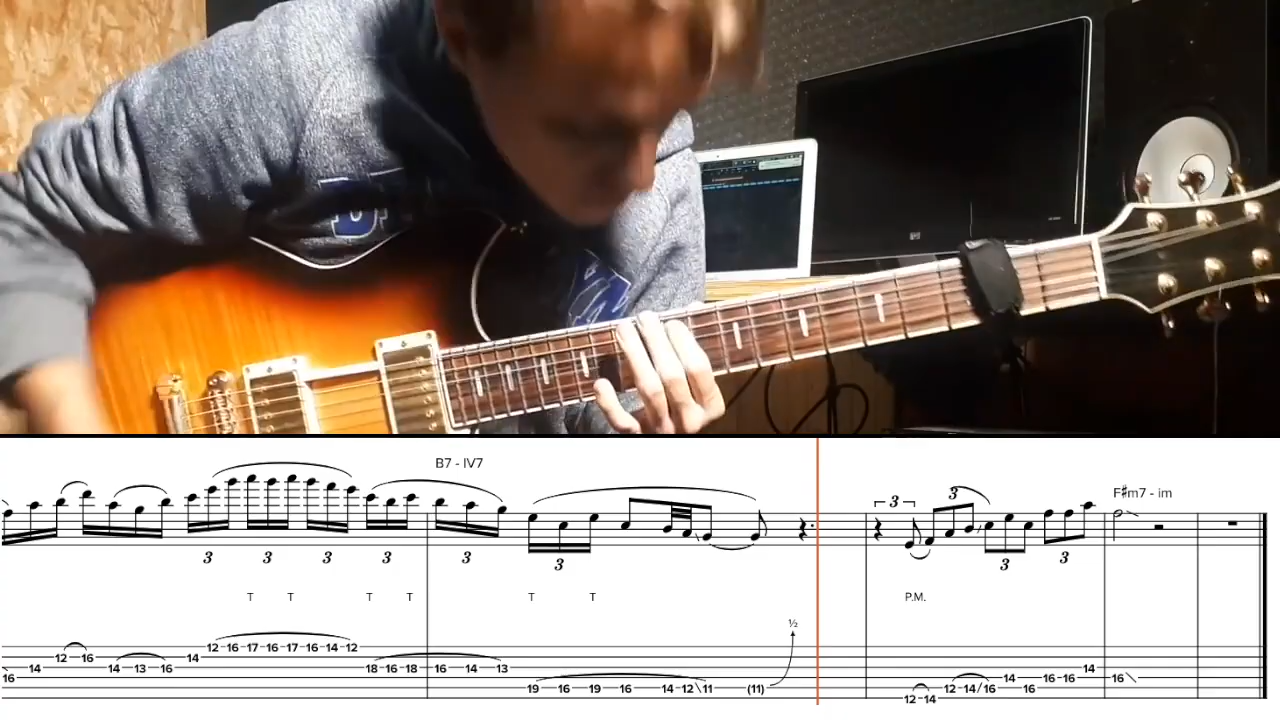 B7 - IV7
3
3
F♯m7 - im
3 3 3 3 3 3 3 3
T T T T T T P.M.
½
12 16 17 16 17 16 14 12
12 16 14
14 14 13 16 18 16 18 16 14 13 14
16 14 16 16 16
19 16 19 16 14 12 11 (11) 12 14 16 16
12 14